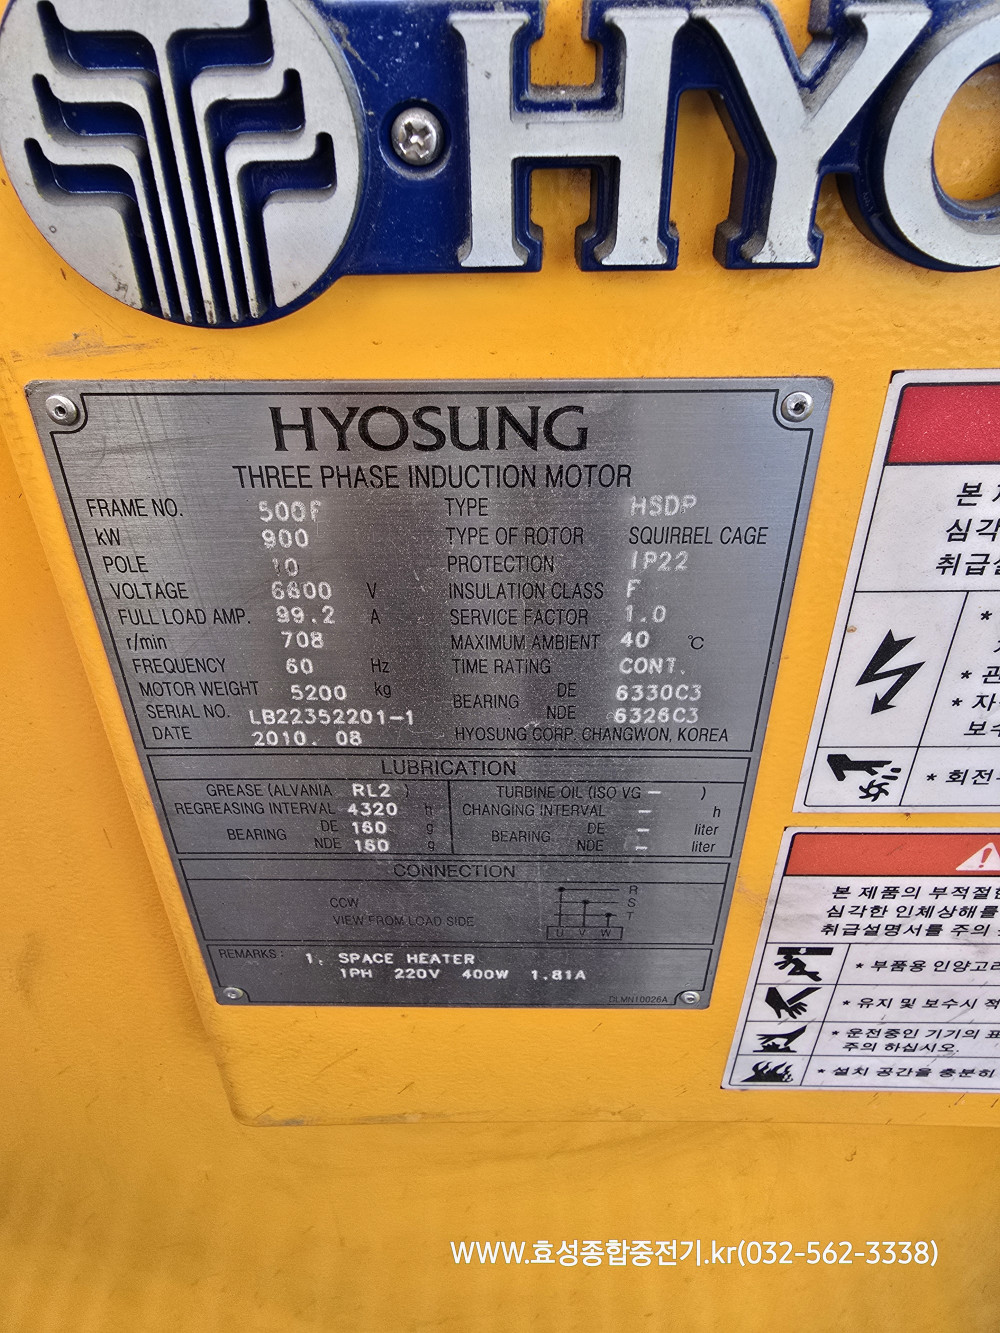 HYO
HYOSUNG
THREE PHASE INDUCTION MOTOR
FRAME NO. 500F TYPE HSDP
kW 900 TYPE OF ROTOR SQUIRREL CAGE
POLE 10 PROTECTION IP22
VOLTAGE 6600 V INSULATION CLASS F
FULL LOAD AMP. 99.2 A SERVICE FACTOR 1.0
r/min 708 MAXIMUM AMBIENT 40 °C
FREQUENCY 60 Hz TIME RATING CONT.
MOTOR WEIGHT 5200 kg BEARING DE 6330C3
SERIAL NO. LB22352201-1 NDE 6326C3
DATE 2010. 08 HYOSUNG CORP. CHANGWON, KOREA
LUBRICATION
GREASE (ALVANIA RL2 ) TURBINE OIL (ISO VG – )
REGREASING INTERVAL 4320 h CHANGING INTERVAL – h
BEARING DE 160 g BEARING DE – liter
NDE 150 g NDE – liter
CONNECTION
CCW
VIEW FROM LOAD SIDE
R
S
T
U V W
REMARKS : 1. SPACE HEATER
1PH 220V 400W 1.81A
DLMN10026A
본
심각
취급설
* 관
* 자
보수
* 회전
본 제품의 부적절한
심각한 인체상해를
취급설명서를 주의
* 부품용 인양고리
* 유지 및 보수시 적
* 운전중인 기기의 표
주의 하십시오.
* 설치 공간을 충분히
www.효성종합중전기.kr(032-562-3338)